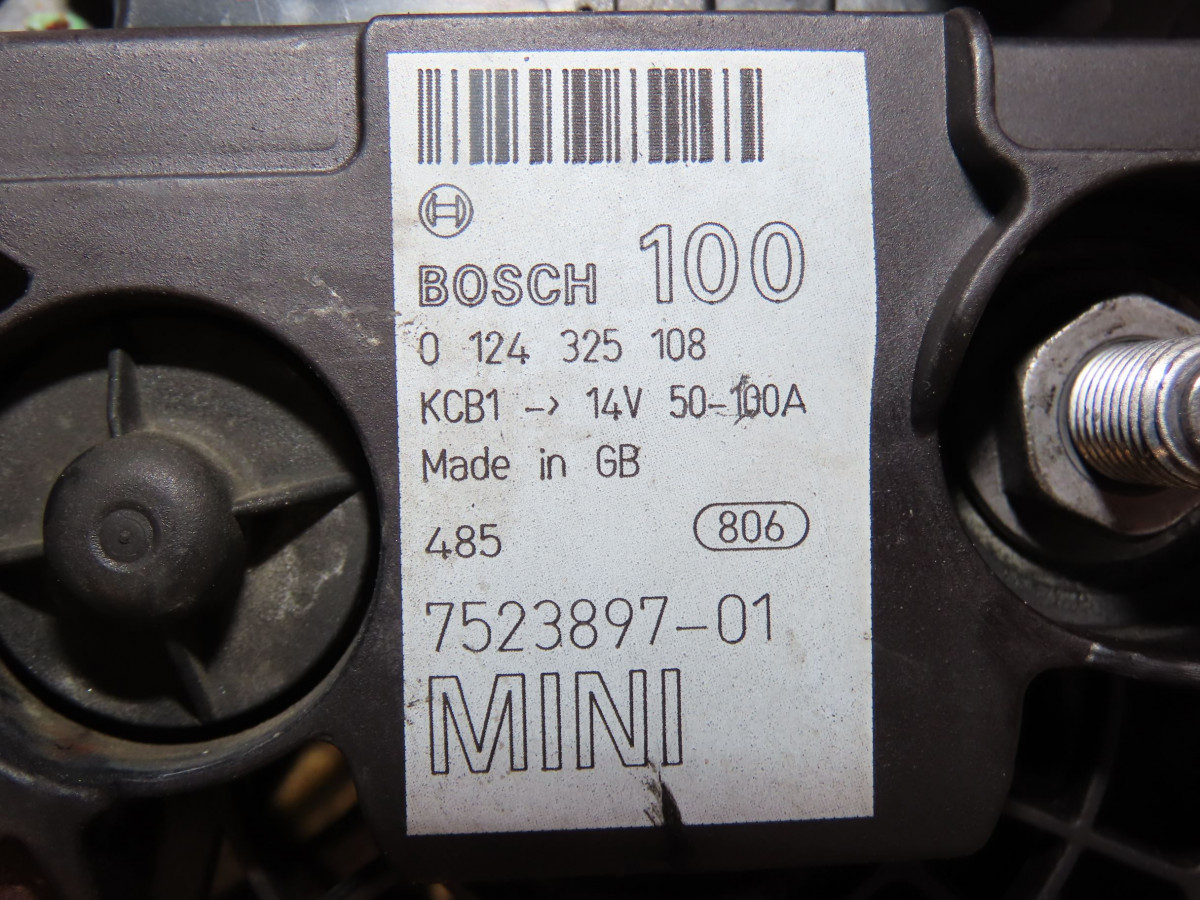 BOSCH 100
0 124 325 108
KCB1 -> 14V 50-100A
Made in GB
485 806
7523897-01
MINI